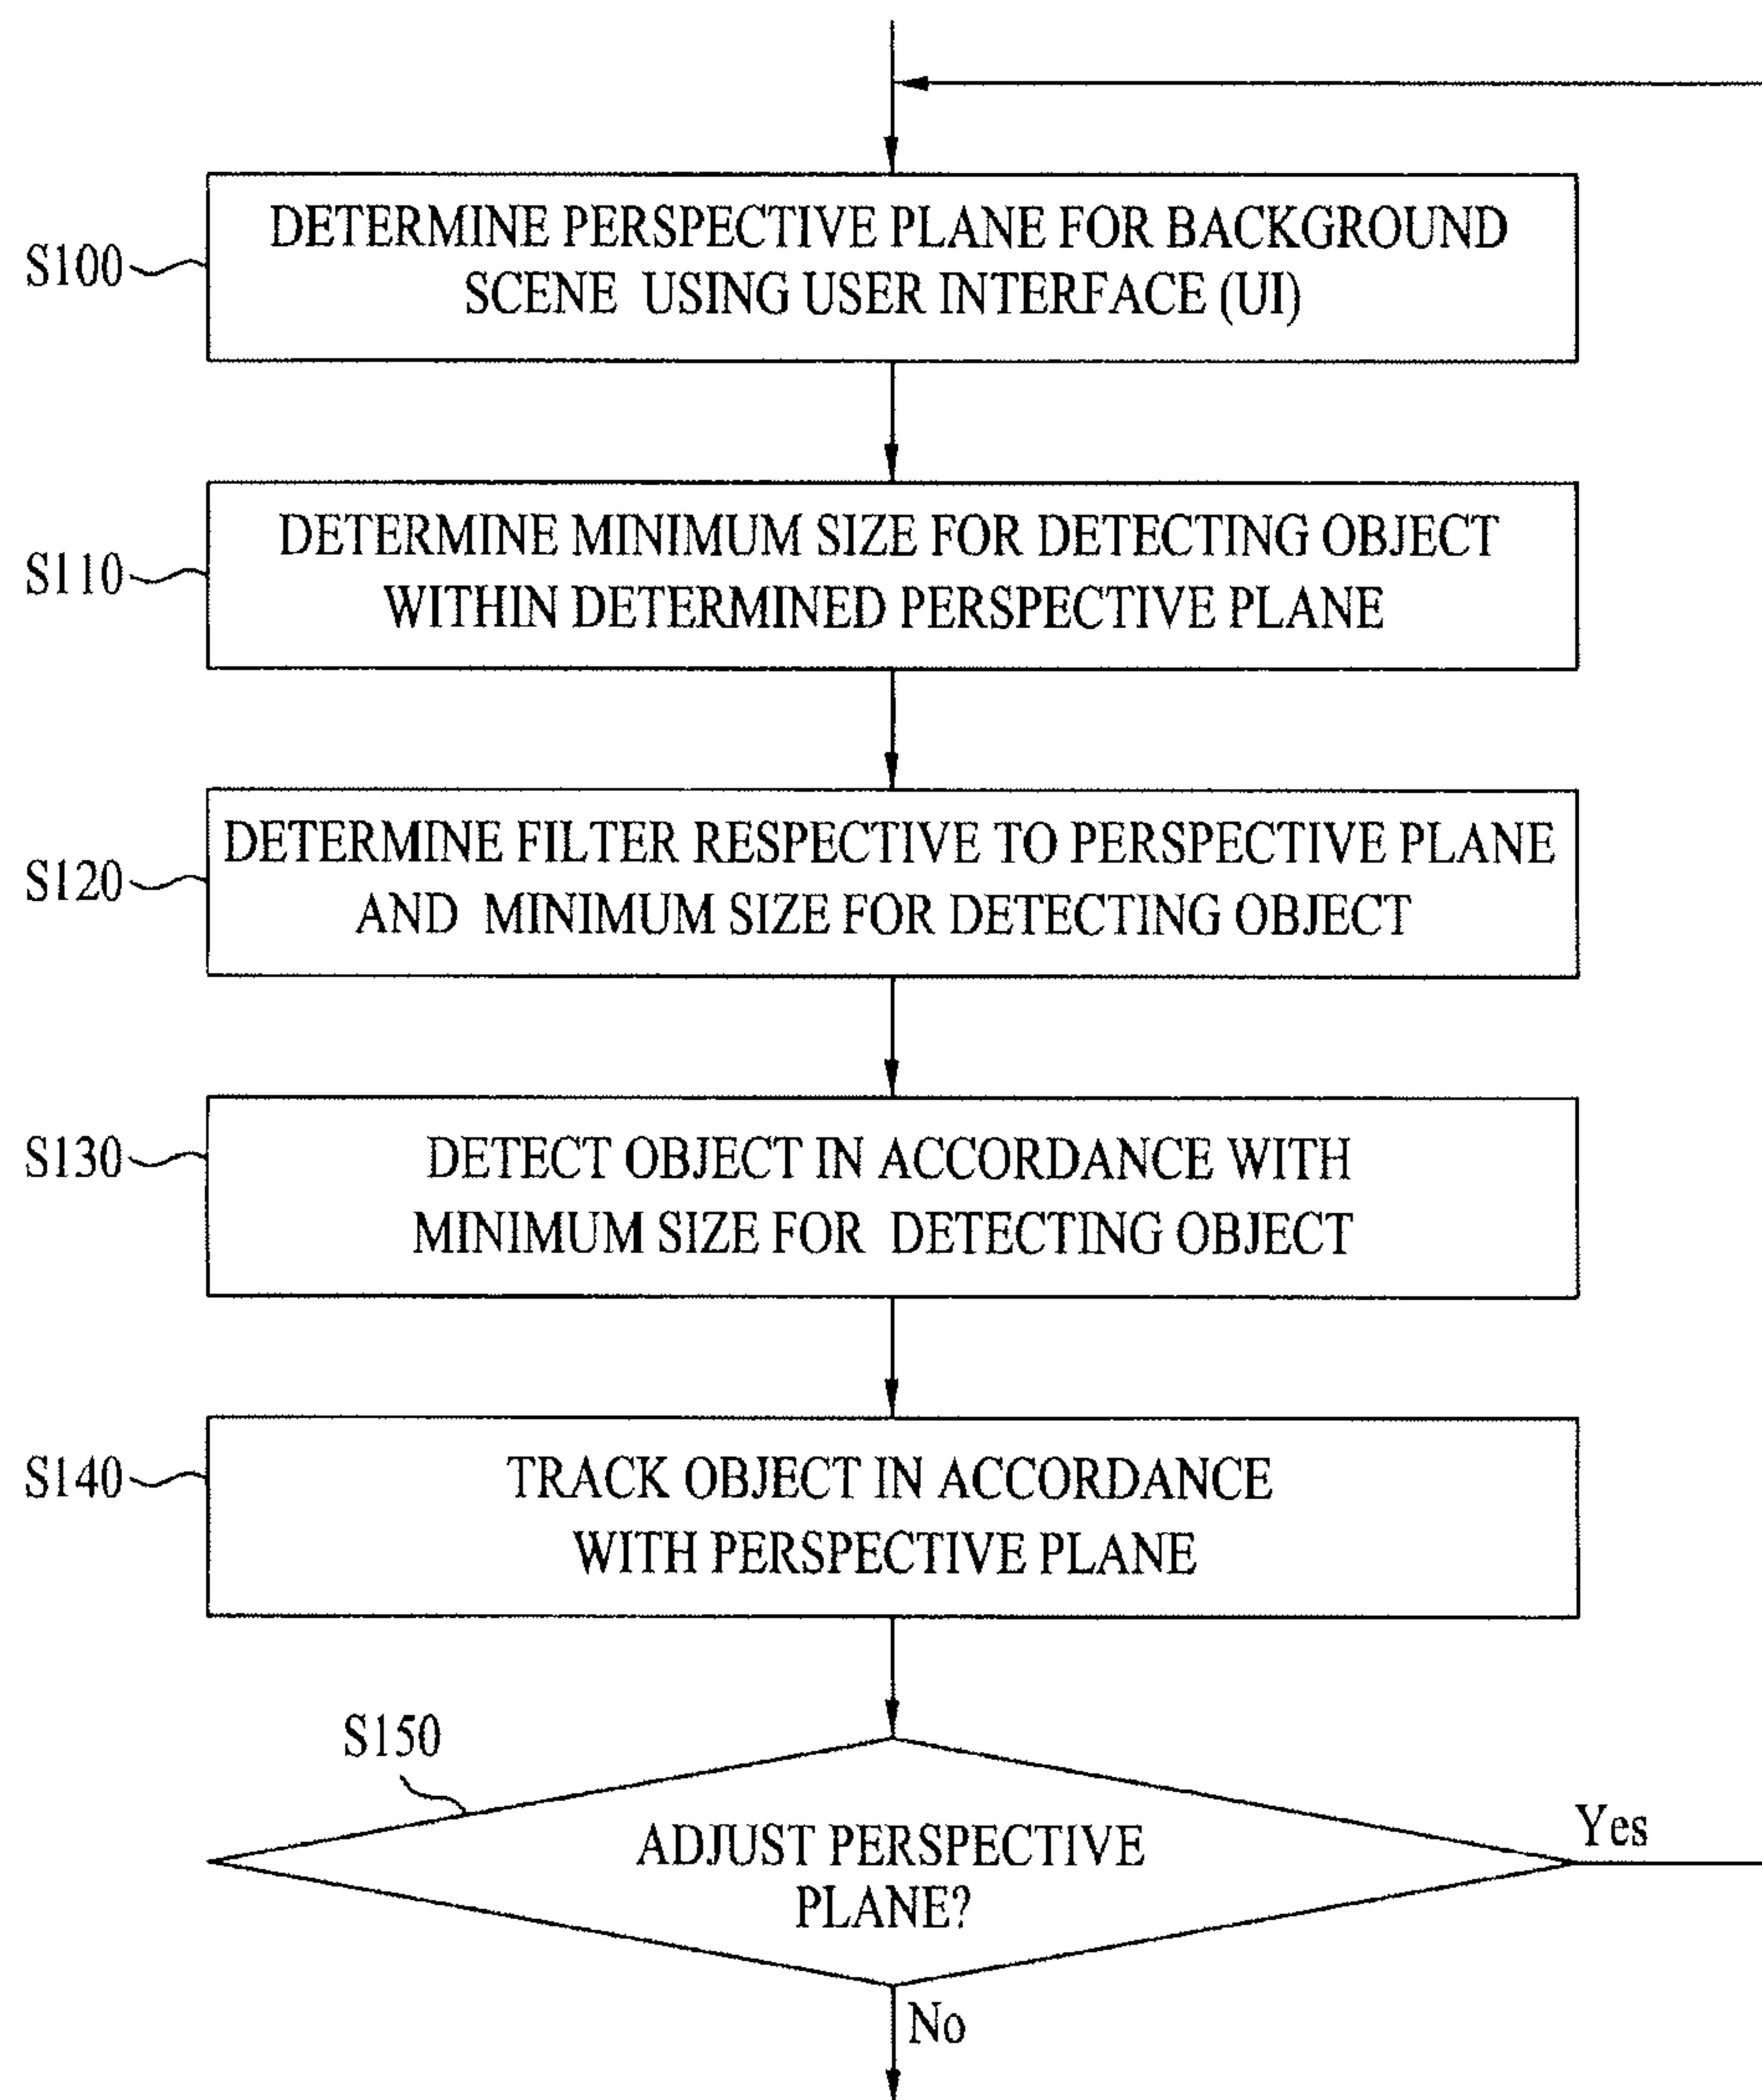 S100
DETERMINE PERSPECTIVE PLANE FOR BACKGROUND
SCENE USING USER INTERFACE (UI)
S110
DETERMINE MINIMUM SIZE FOR DETECTING OBJECT
WITHIN DETERMINED PERSPECTIVE PLANE
S120
DETERMINE FILTER RESPECTIVE TO PERSPECTIVE PLANE
AND MINIMUM SIZE FOR DETECTING OBJECT
S130
DETECT OBJECT IN ACCORDANCE WITH
MINIMUM SIZE FOR DETECTING OBJECT
S140
TRACK OBJECT IN ACCORDANCE
WITH PERSPECTIVE PLANE
S150
ADJUST PERSPECTIVE
PLANE?
Yes
No